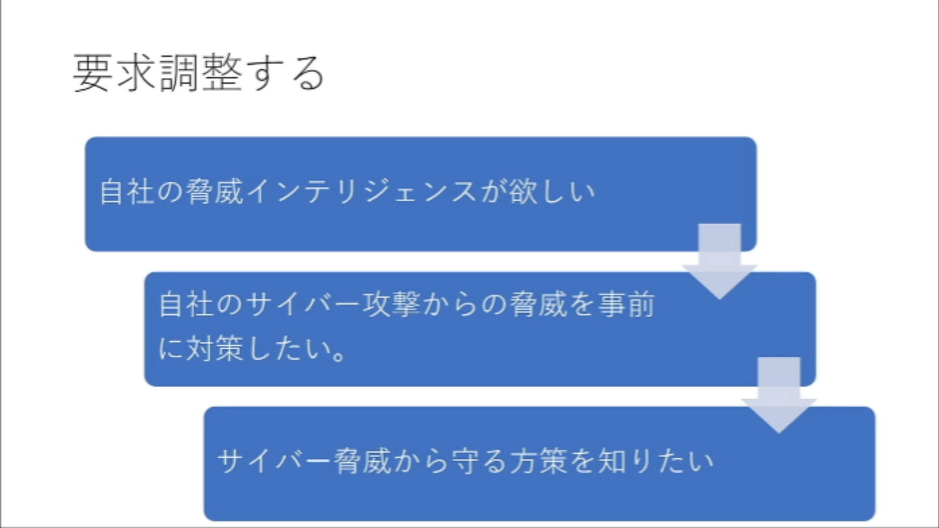 要求調整する
自社の脅威インテリジェンスが欲しい
自社のサイバー攻撃からの脅威を事前
に対策したい。
サイバー脅威から守る方策を知りたい